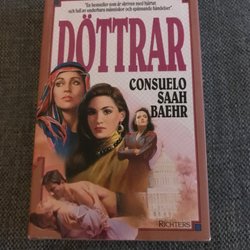 "En bestseller som är skriven med hjärtat
och full av underbara människor och spännande händelser".
DÖTTRAR
CONSUELO
SAAH
BAEHR
RICHTERS